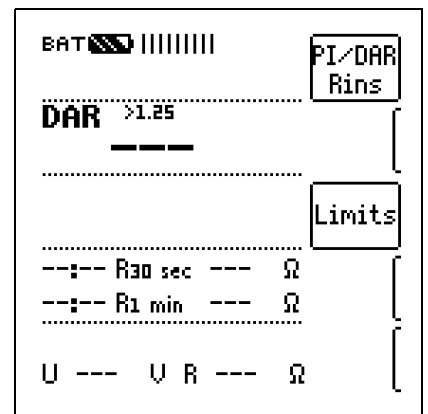 BAT
PI/DAR
Rins
DAR >1.25
---
Limits
--:-- R30 sec --- Ω
--:-- R1 min --- Ω
U --- V R --- Ω